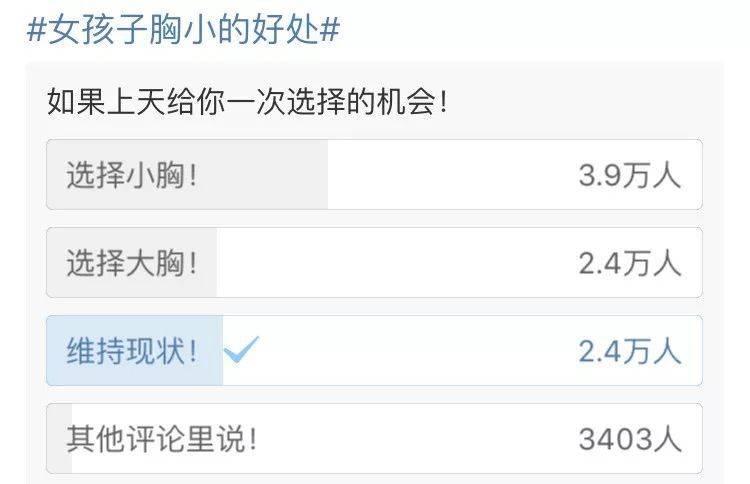 #女孩子胸小的好处#
如果上天给你一次选择的机会！
选择小胸！ 3.9万人
选择大胸！ 2.4万人
维持现状！ 2.4万人
其他评论里说！ 3403人